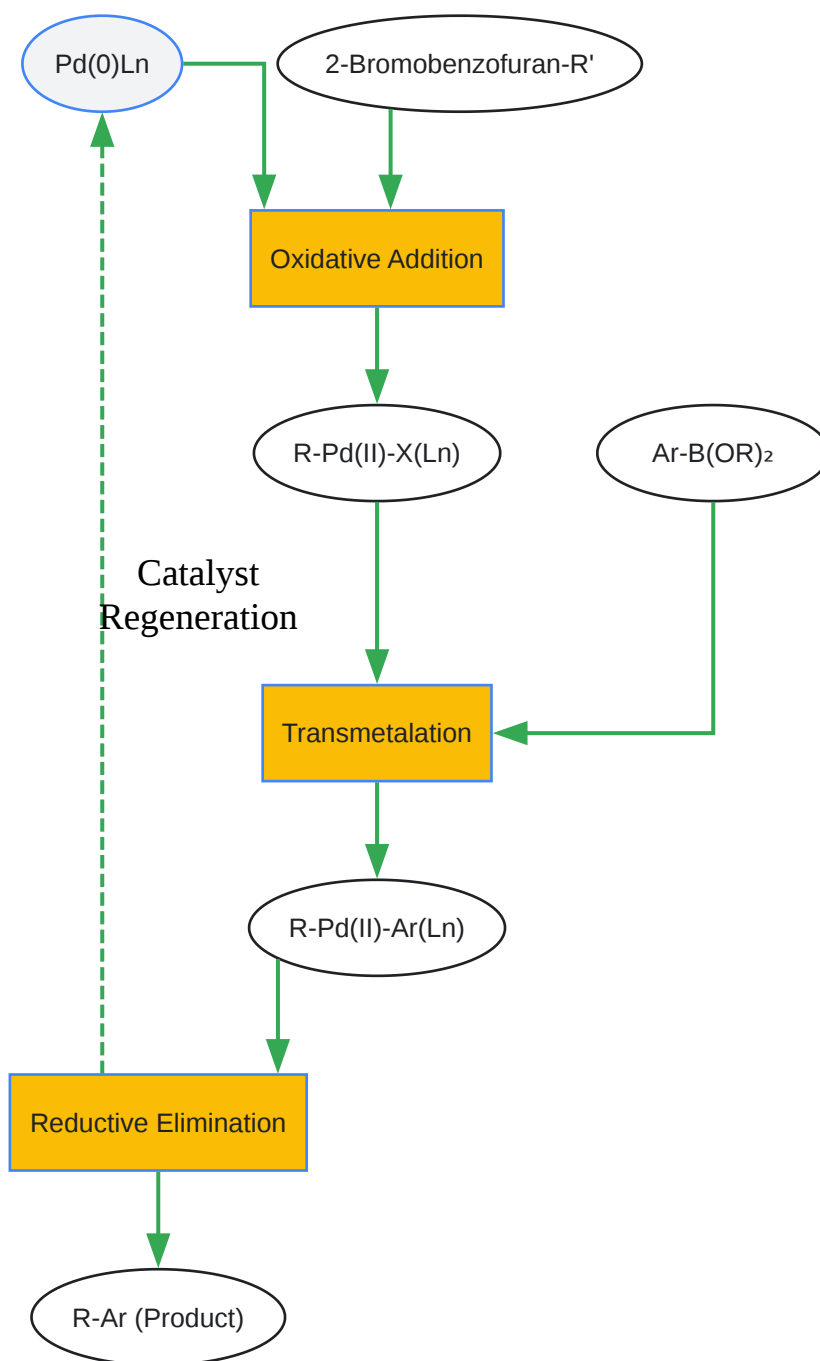 Pd(0)Ln
2-Bromobenzofuran-R'
Oxidative Addition
R-Pd(II)-X(Ln)
Ar-B(OR)₂
Catalyst
Regeneration
Transmetalation
R-Pd(II)-Ar(Ln)
Reductive Elimination
R-Ar (Product)